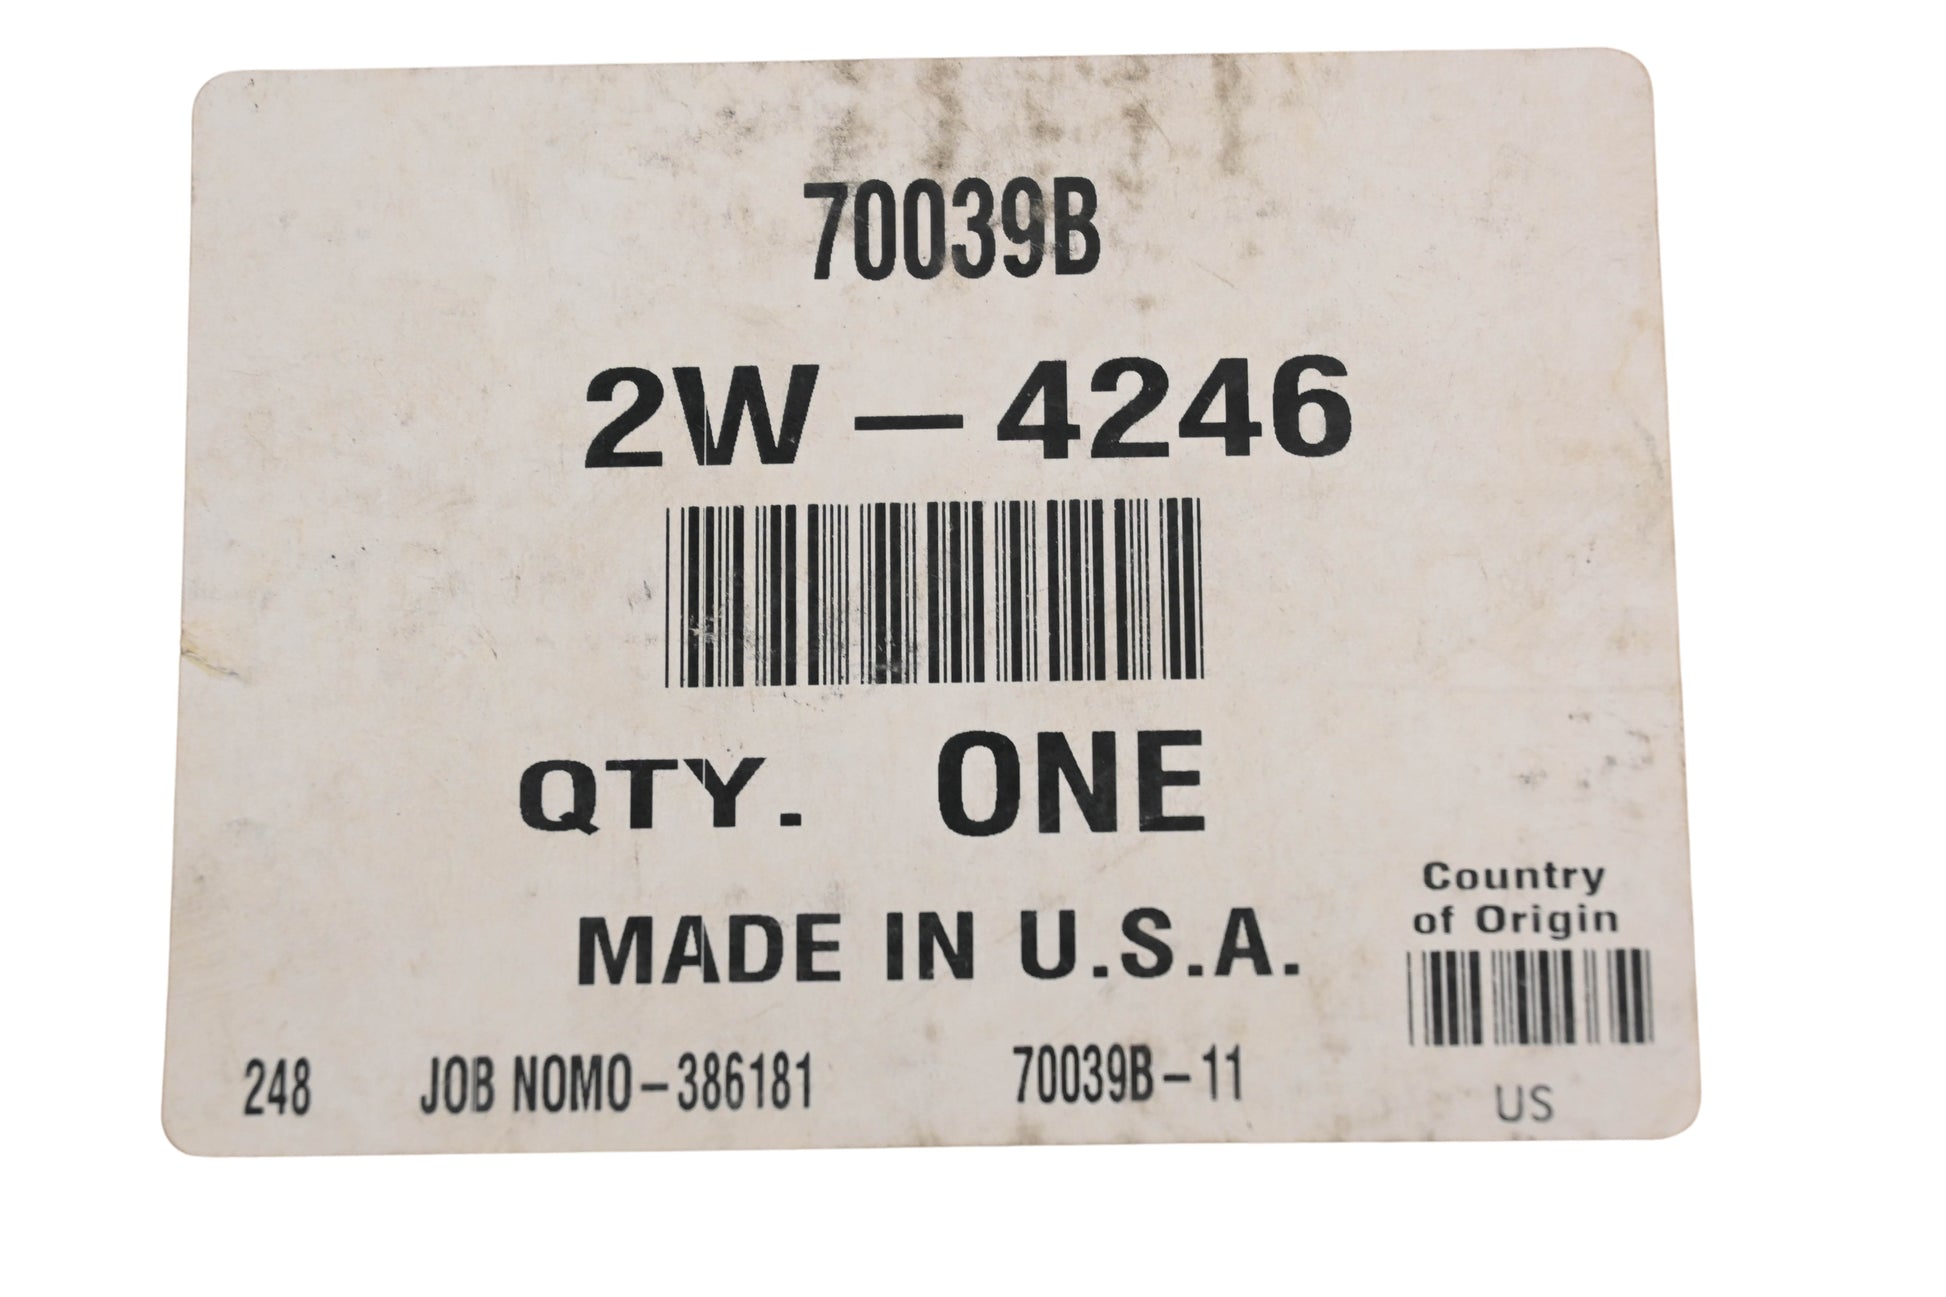 70039B
2W-4246
QTY. ONE
MADE IN U.S.A.
Country
of Origin
US
248 JOB NOMO-386181 70039B-11